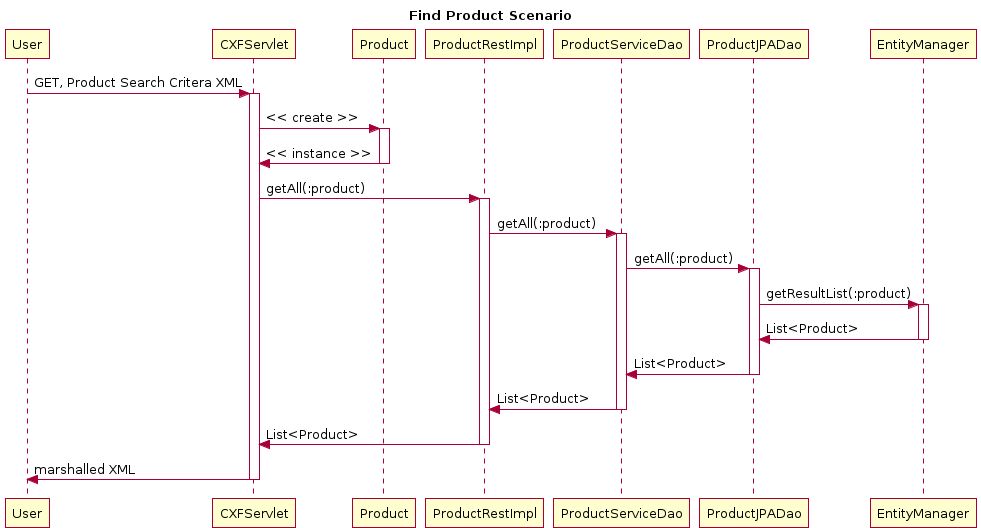 Find Product Scenario
User CXFServlet Product ProductRestImpl ProductServiceDao ProductJPADao EntityManager
GET, Product Search Critera XML
<< create >>
<< instance >>
getAll(:product)
getAll(:product)
getAll(:product)
getResultList(:product)
List<Product>
List<Product>
List<Product>
List<Product>
marshalled XML
User CXFServlet Product ProductRestImpl ProductServiceDao ProductJPADao EntityManager